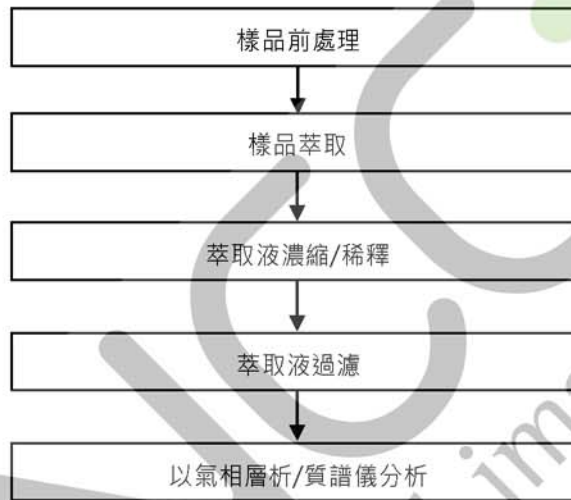 樣品前處理
樣品萃取
萃取液濃縮/稀釋
萃取液過濾
以氣相層析/質譜儀分析